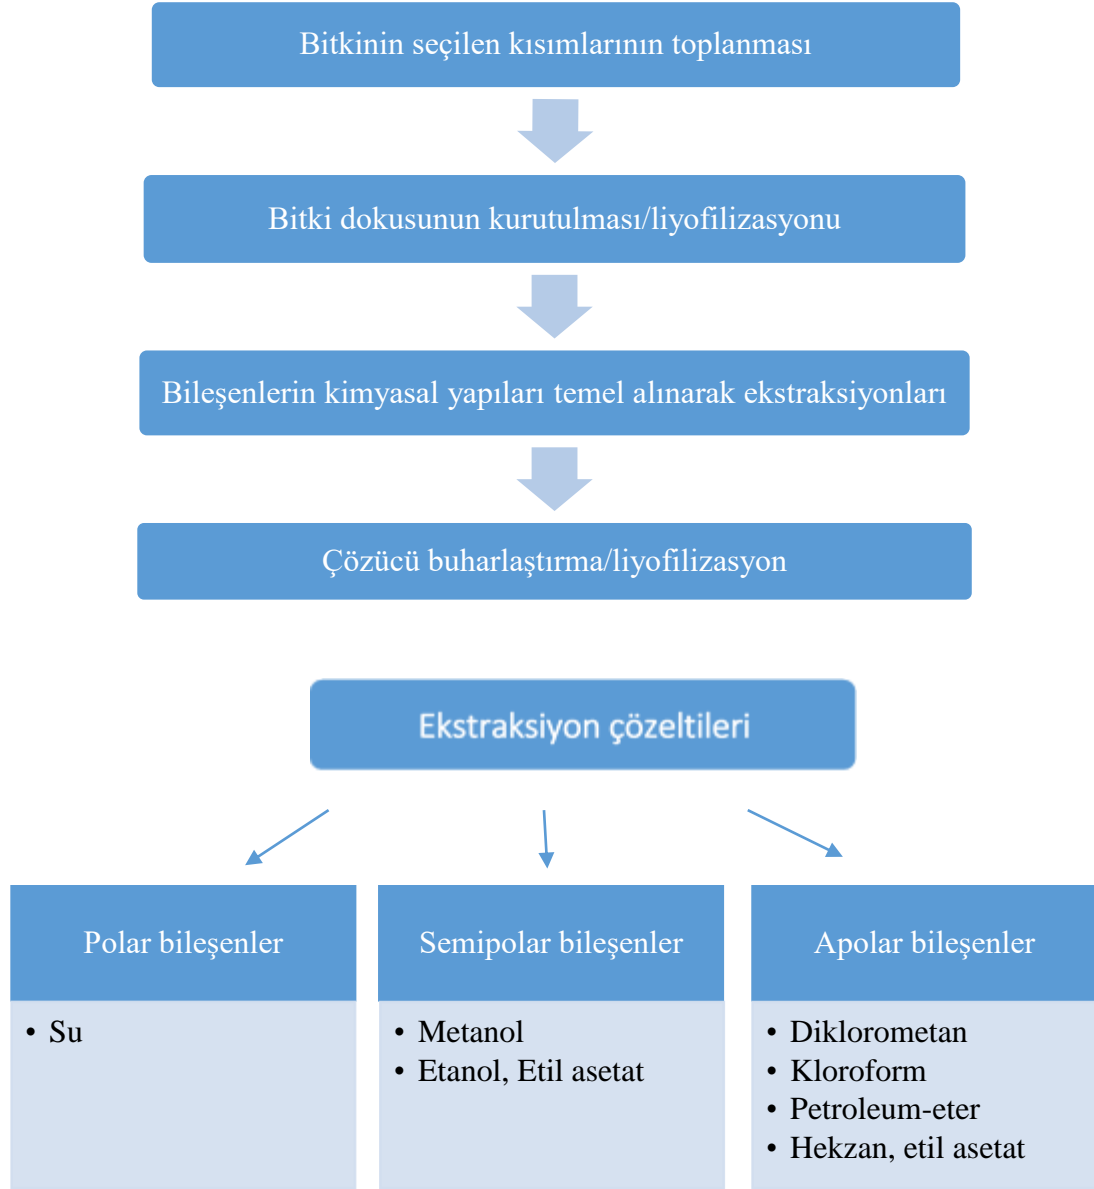 Bitkinin seçilen kısımlarının toplanması
Bitki dokusunun kurutulması/liyofilizasyonu
Bileşenlerin kimyasal yapıları temel alınarak ekstraksiyonları
Çözücü buharlaştırma/liyofilizasyon
Ekstraksiyon çözeltileri
Polar bileşenler
• Su
Semipolar bileşenler
• Metanol
• Etanol, Etil asetat
Apolar bileşenler
• Diklorometan
• Kloroform
• Petroleum-eter
• Hekzan, etil asetat